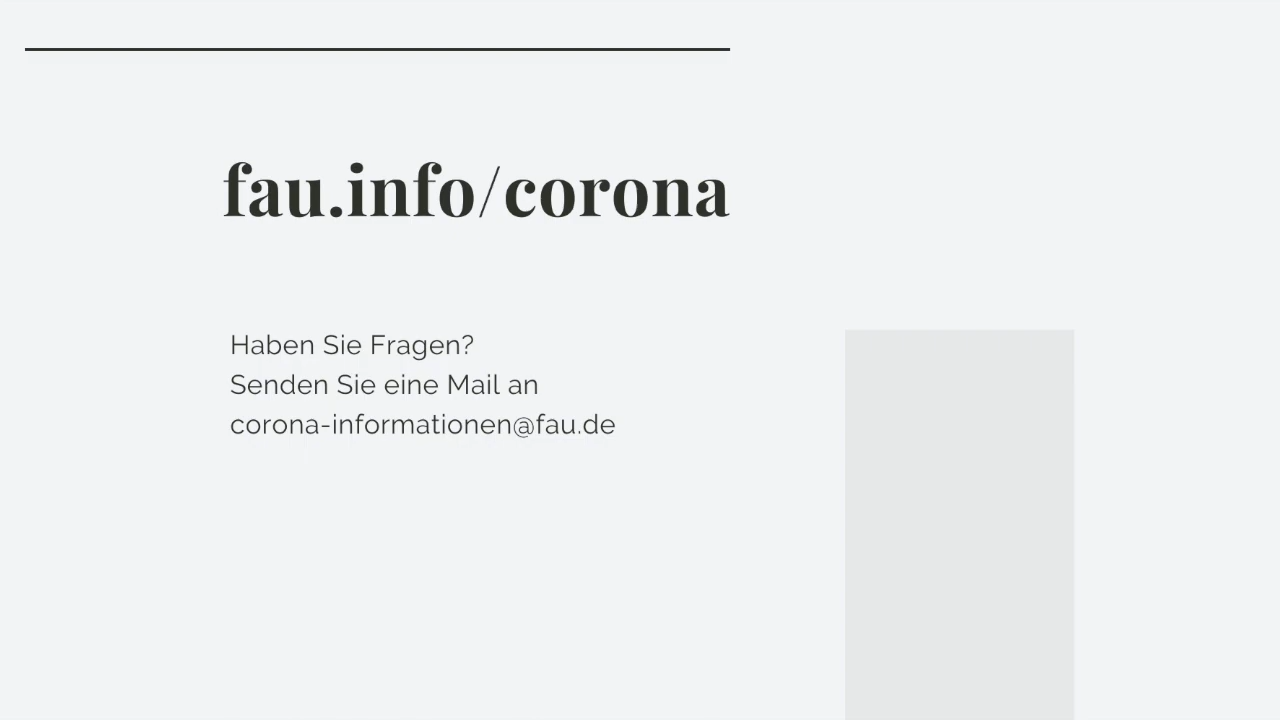 fau.info/corona
Haben Sie Fragen?
Senden Sie eine Mail an
corona-informationen@fau.de